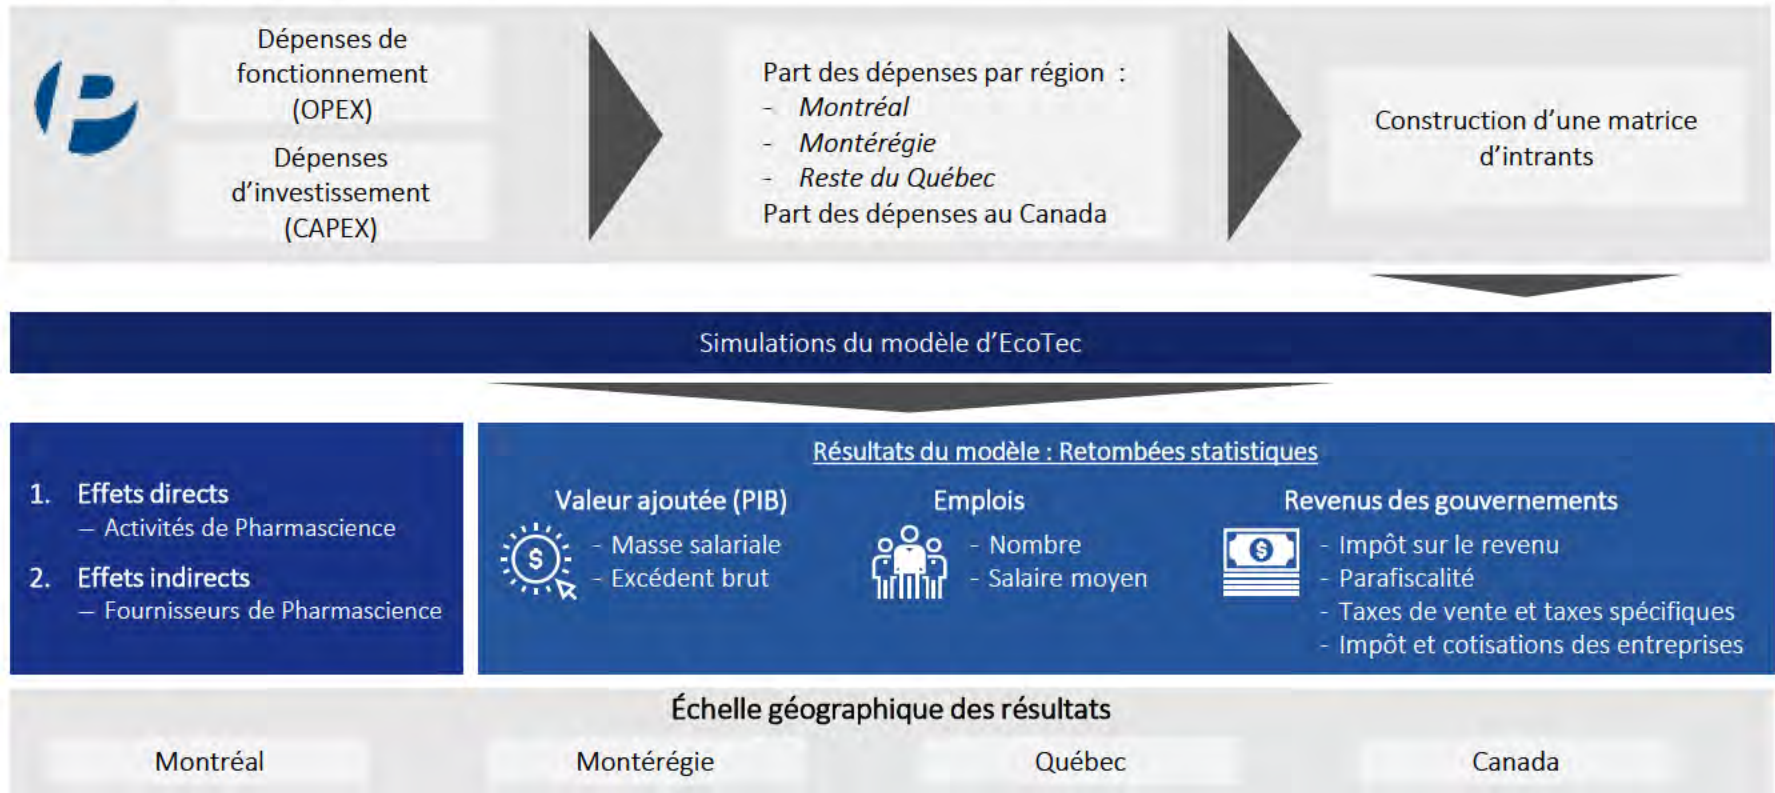 Dépenses de
fonctionnement
(OPEX)
Dépenses
d'investissement
(CAPEX)
Part des dépenses par région :
- Montréal
- Montérégie
- Reste du Québec
Part des dépenses au Canada
Construction d'une matrice
d'intrants
Simulations du modèle d'EcoTec
1. Effets directs
— Activités de Pharmascience
2. Effets indirects
— Fournisseurs de Pharmascience
Résultats du modèle : Retombées statistiques
Valeur ajoutée (PIB)
- Masse salariale
- Excédent brut
Emplois
- Nombre
- Salaire moyen
Revenus des gouvernements
- Impôt sur le revenu
- Parafiscalité
- Taxes de vente et taxes spécifiques
- Impôt et cotisations des entreprises
Échelle géographique des résultats
Montréal
Montérégie
Québec
Canada